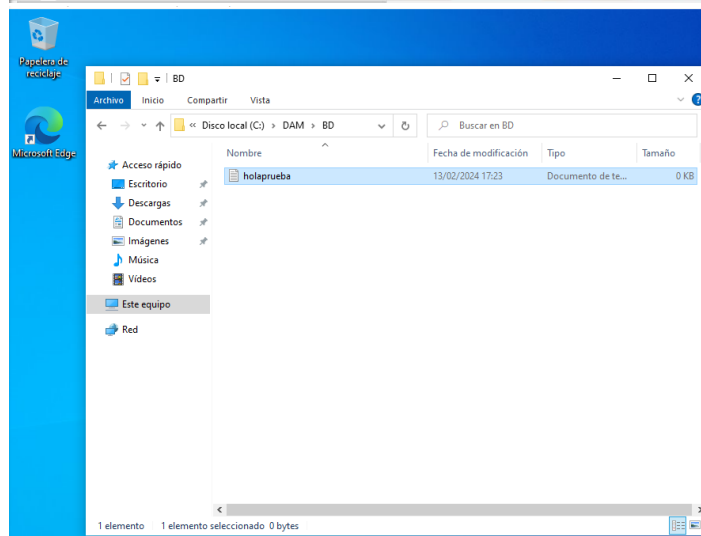 Papelera de
reciclaje
Microsoft Edge
BD
Archivo Inicio Compartir Vista
« Disco local (C:) › DAM › BD
Buscar en BD
Nombre Fecha de modificación Tipo Tamaño
holaprueba 13/02/2024 17:23 Documento de te... 0 KB
Acceso rápido
Escritorio
Descargas
Documentos
Imágenes
Música
Vídeos
Este equipo
Red
1 elemento 1 elemento seleccionado 0 bytes